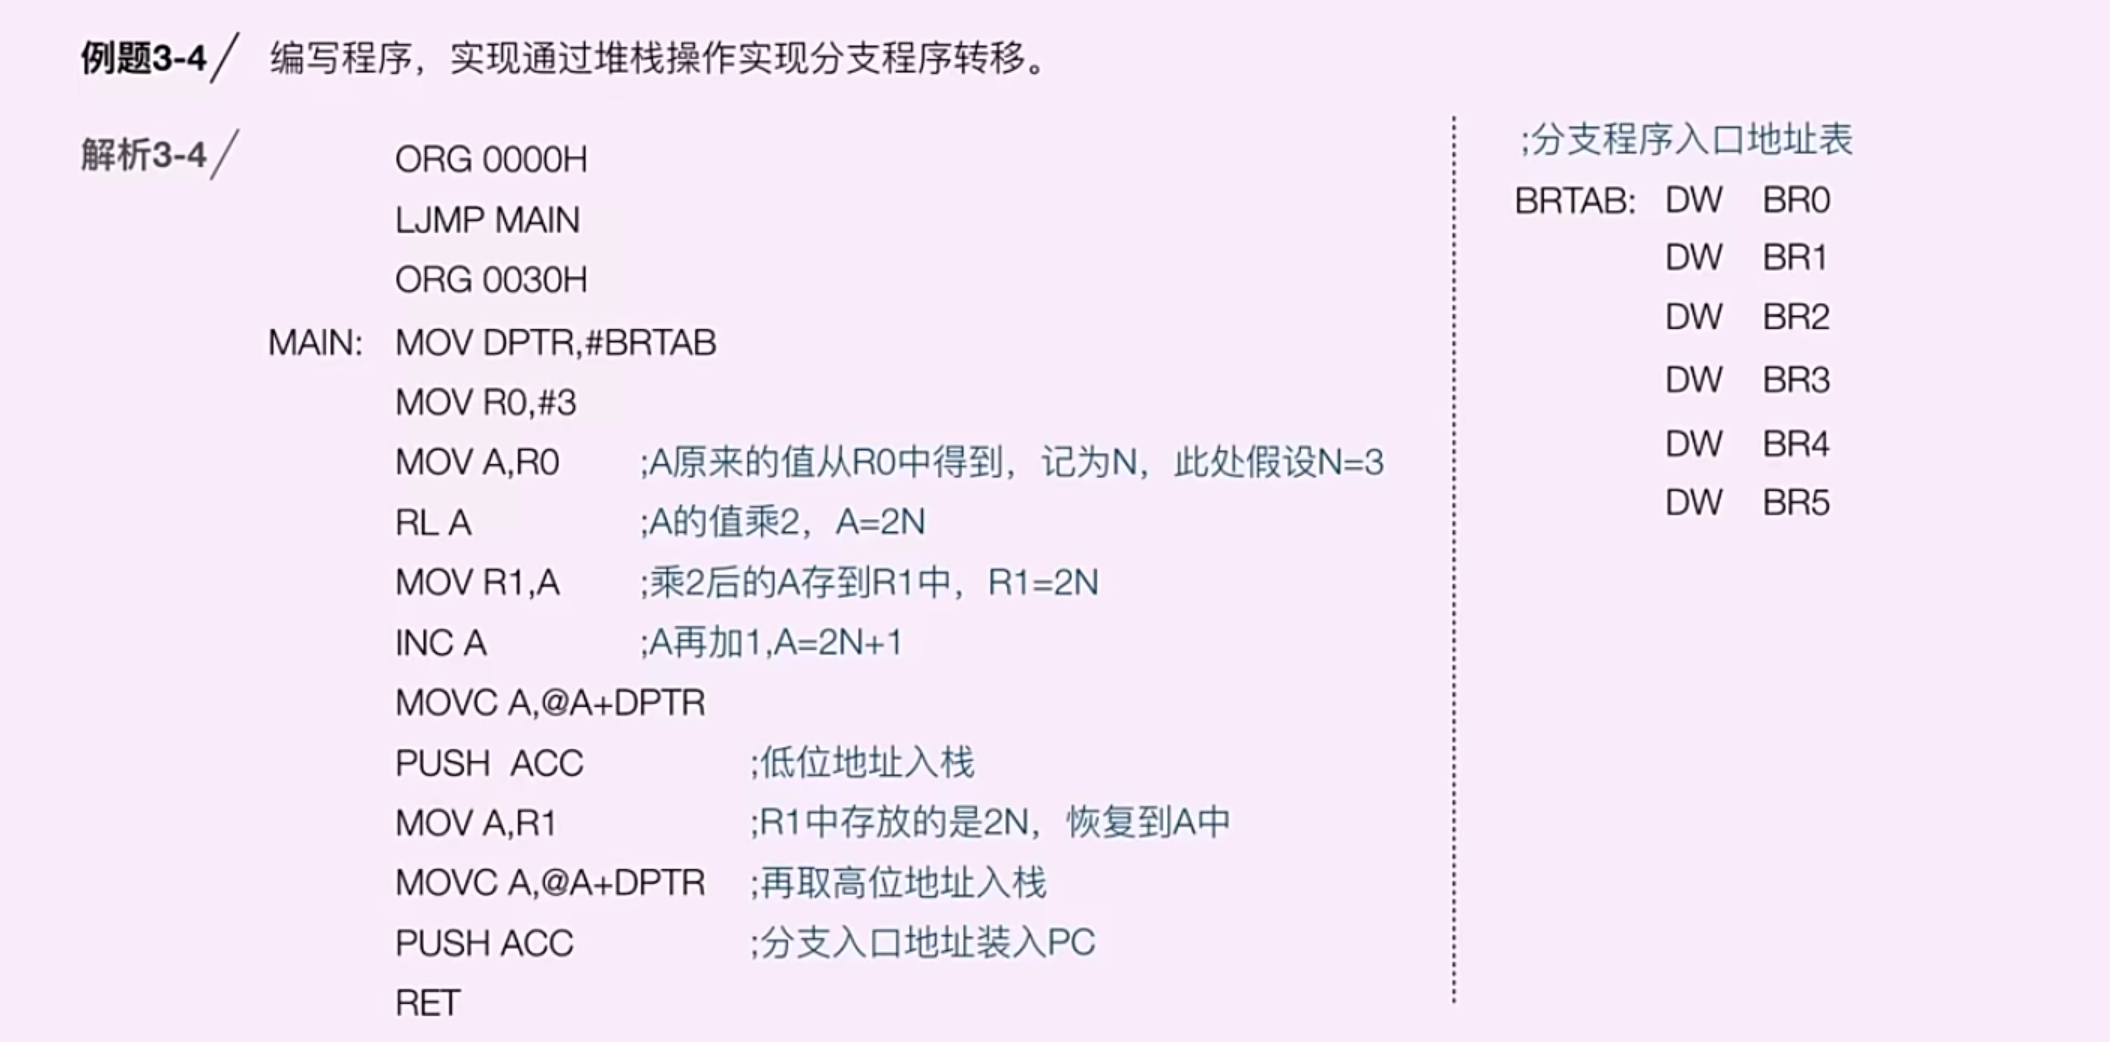 例题3-4/ 编写程序，实现通过堆栈操作实现分支程序转移。
解析3-4/ ORG 0000H
LJMP MAIN
ORG 0030H
MAIN: MOV DPTR,#BRTAB
MOV R0,#3
MOV A,R0 ;A原来的值从R0中得到，记为N，此处假设N=3
RL A ;A的值乘2，A=2N
MOV R1,A ;乘2后的A存到R1中，R1=2N
INC A ;A再加1,A=2N+1
MOVC A,@A+DPTR
PUSH ACC ;低位地址入栈
MOV A,R1 ;R1中存放的是2N，恢复到A中
MOVC A,@A+DPTR ;再取高位地址入栈
PUSH ACC ;分支入口地址装入PC
RET
;分支程序入口地址表
BRTAB: DW BR0
DW BR1
DW BR2
DW BR3
DW BR4
DW BR5